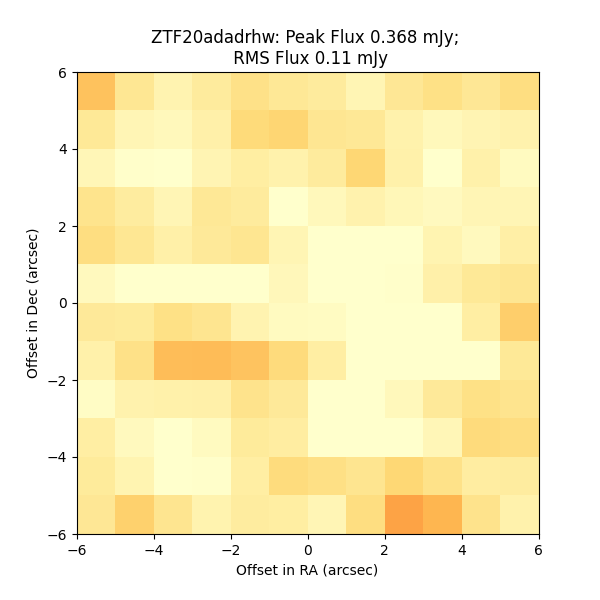 ZTF20adadrhw: Peak Flux 0.368 mJy;
RMS Flux 0.11 mJy
6
4
2
0
−2
−4
−6
Offset in Dec (arcsec)
−6 −4 −2 0 2 4 6
Offset in RA (arcsec)